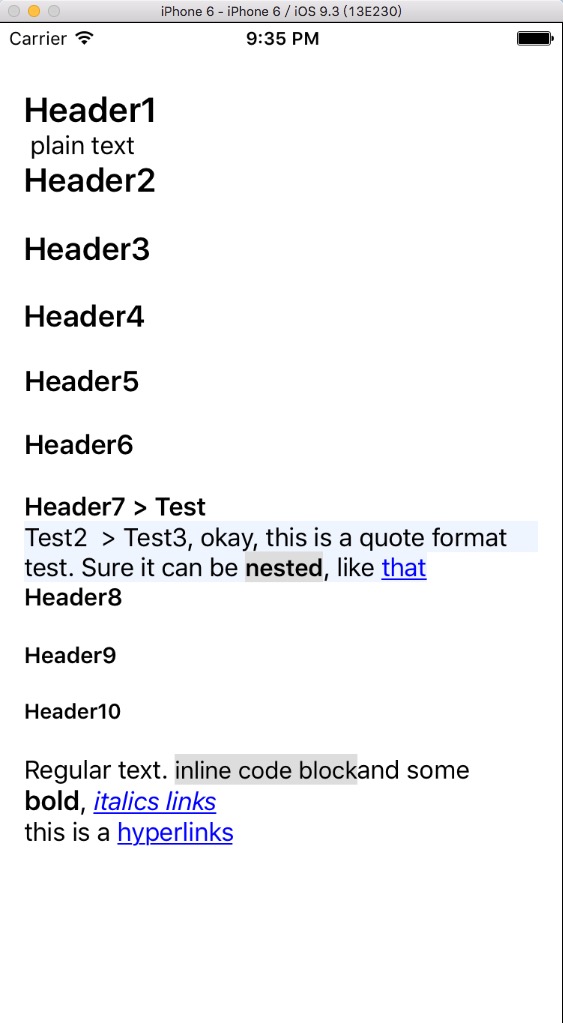 iPhone 6 - iPhone 6 / iOS 9.3 (13E230)
Carrier 9:35 PM
Header1
plain text
Header2
Header3
Header4
Header5
Header6
Header7 > Test
Test2  > Test3, okay, this is a quote format
test. Sure it can be nested, like that
Header8
Header9
Header10
Regular text. inline code blockand some
bold, italics links
this is a hyperlinks